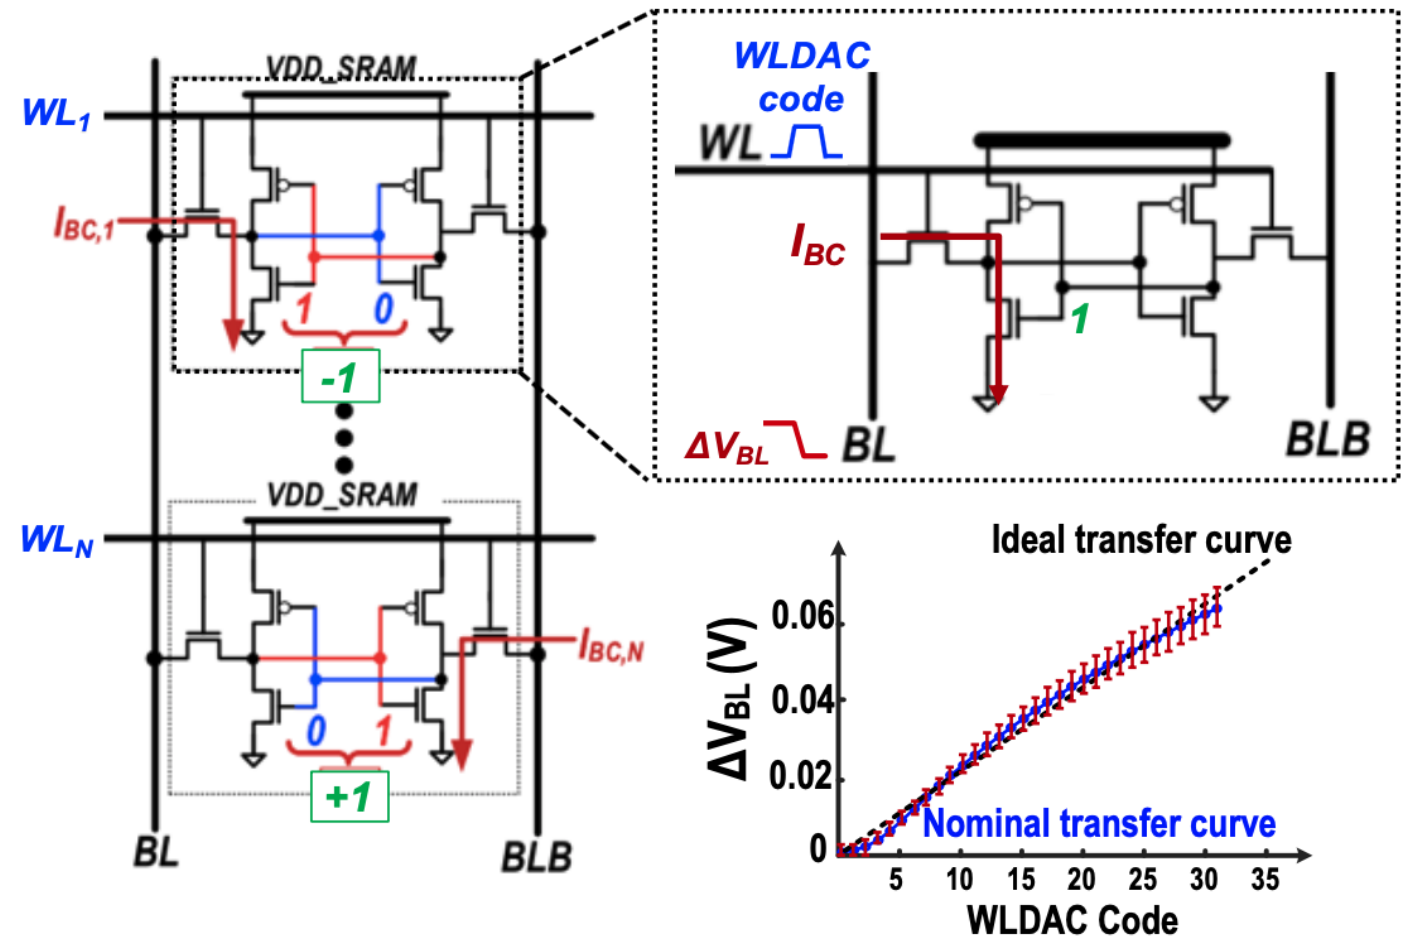 VDD_SRAM
WL1
IBC,1
1 0
-1
VDD_SRAM
WLN
IBC,N
0 1
+1
BL
BLB
WLDAC
code
WL
IBC
1
ΔVBL
BL
BLB
Ideal transfer curve
ΔVBL (V)
0.06
0.04
0.02
0
Nominal transfer curve
5 10 15 20 25 30 35
WLDAC Code